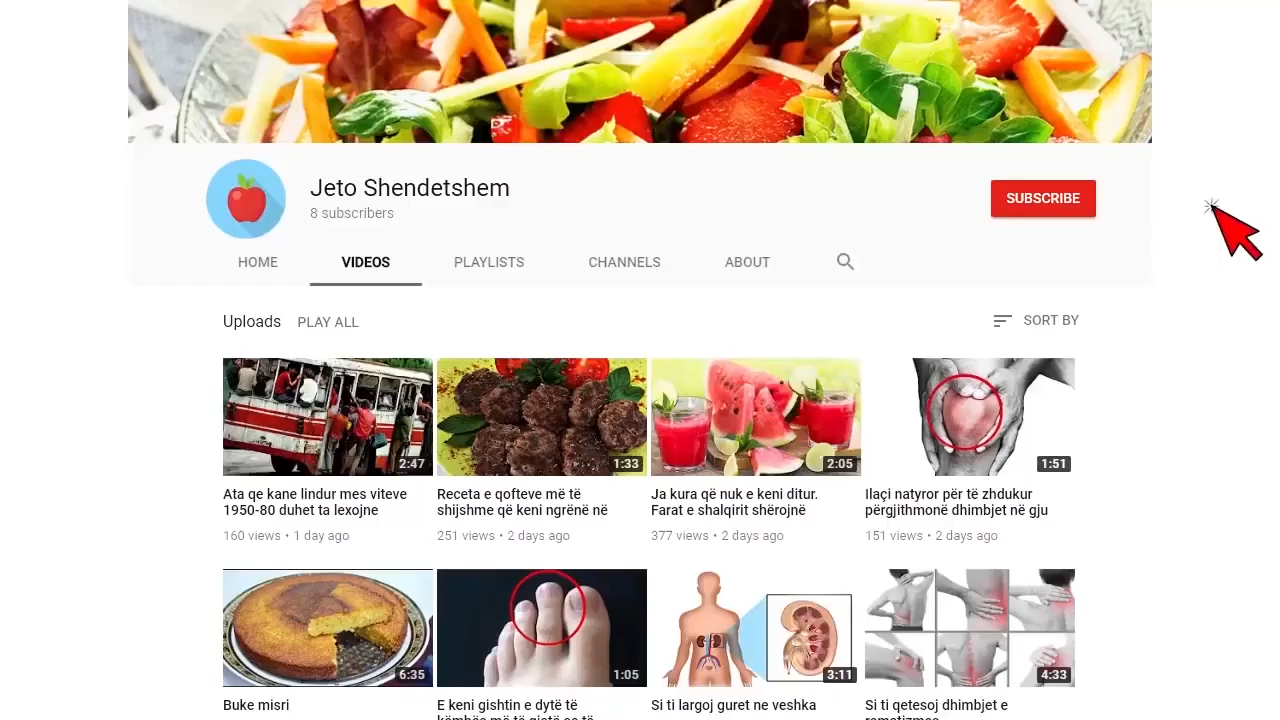 Jeto Shendetshem
8 subscribers
SUBSCRIBE
HOME
VIDEOS
PLAYLISTS
CHANNELS
ABOUT
Uploads
PLAY ALL
SORT BY
2:47
1:33
2:05
1:51
Ata qe kane lindur mes viteve
1950-80 duhet ta lexojne
160 views • 1 day ago
Receta e qofteve më të
shijshme që keni ngrënë në
251 views • 2 days ago
Ja kura që nuk e keni ditur.
Farat e shalqirit shërojnë
377 views • 2 days ago
Ilaçi natyror për të zhdukur
përgjithmonë dhimbjet në gju
151 views • 2 days ago
6:35
1:05
3:11
4:33
Buke misri
E keni gishtin e dytë të
Si ti largoj guret ne veshka
Si ti qetesoj dhimbjet e